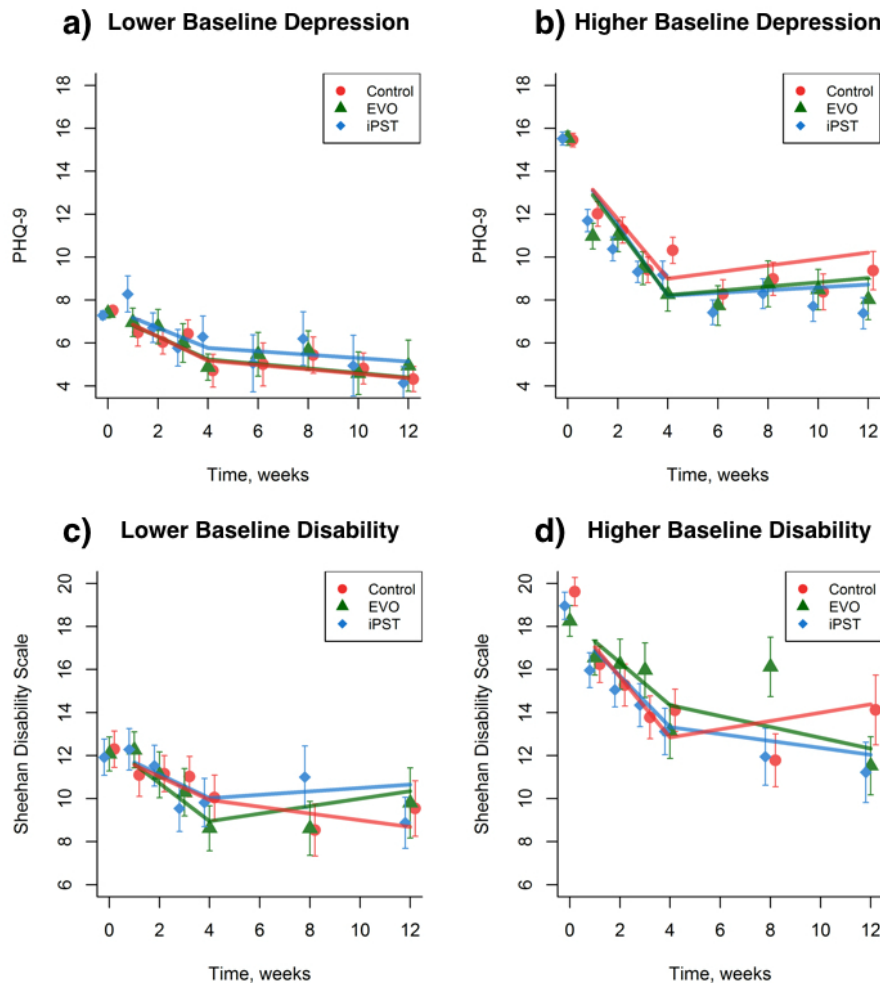 a) Lower Baseline Depression
18
16
14
12
10
8
6
4
PHQ-9
Control
EVO
iPST
0 2 4 6 8 10 12
Time, weeks
b) Higher Baseline Depression
18
16
14
12
10
8
6
4
PHQ-9
Control
EVO
iPST
0 2 4 6 8 10 12
Time, weeks
c) Lower Baseline Disability
20
18
16
14
12
10
8
6
Sheehan Disability Scale
Control
EVO
iPST
0 2 4 6 8 10 12
Time, weeks
d) Higher Baseline Disability
20
18
16
14
12
10
8
6
Sheehan Disability Scale
Control
EVO
iPST
0 2 4 6 8 10 12
Time, weeks